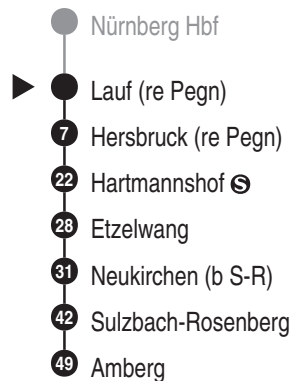 Nürnberg Hbf
Lauf (re Pegn)
7 Hersbruck (re Pegn)
22 Hartmannshof S
28 Etzelwang
31 Neukirchen (b S-R)
42 Sulzbach-Rosenberg
49 Amberg